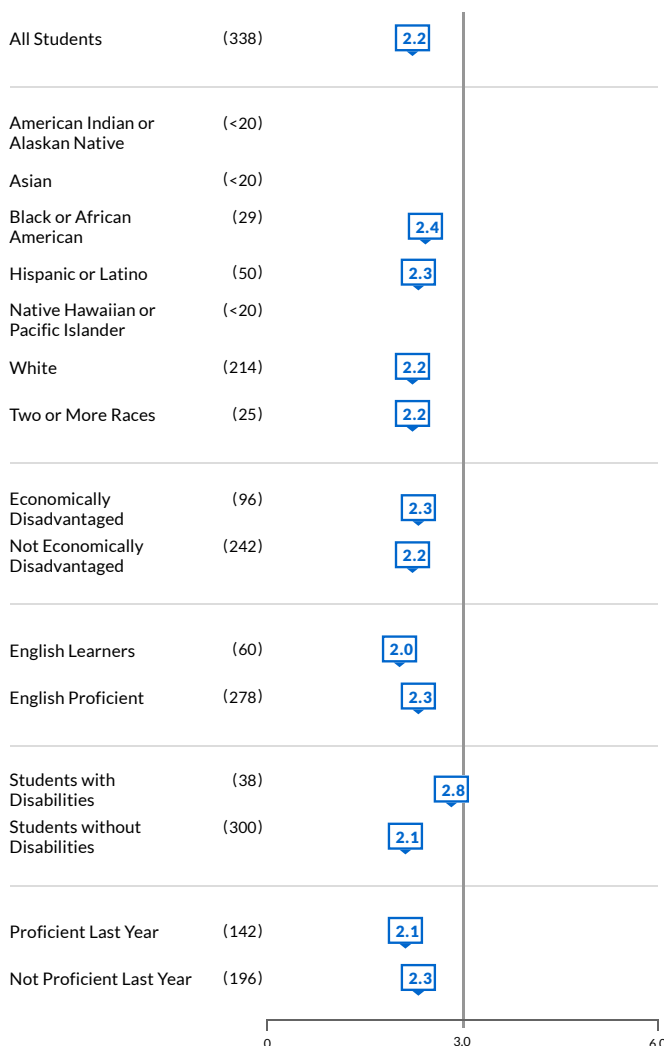 All Students (338) 2.2
American Indian or (<20)
Alaskan Native
Asian (<20)
Black or African (29) 2.4
American
Hispanic or Latino (50) 2.3
Native Hawaiian or (<20)
Pacific Islander
White (214) 2.2
Two or More Races (25) 2.2
Economically (96) 2.3
Disadvantaged
Not Economically (242) 2.2
Disadvantaged
English Learners (60) 2.0
English Proficient (278) 2.3
Students with (38) 2.8
Disabilities
Students without (300) 2.1
Disabilities
Proficient Last Year (142) 2.1
Not Proficient Last Year (196) 2.3
0 3.0 6.0